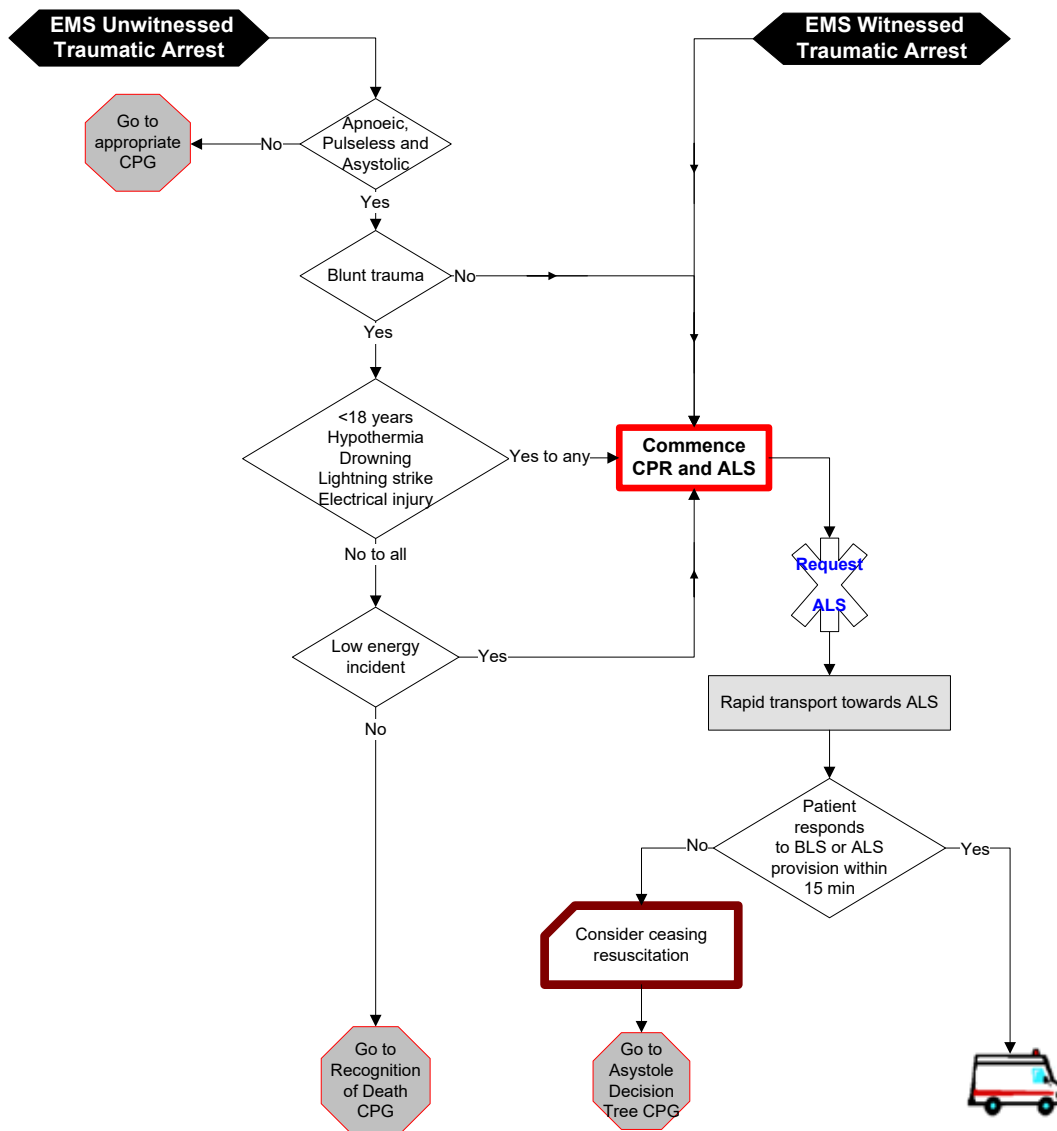 EMS Unwitnessed
Traumatic Arrest
EMS Witnessed
Traumatic Arrest
Go to
appropriate
CPG
No
Apnoeic,
Pulseless and
Asystolic
Yes
Blunt trauma
No
Yes
<18 years
Hypothermia
Drowning
Lightning strike
Electrical injury
Yes to any
Commence
CPR and ALS
No to all
Request
ALS
Low energy
incident
Yes
No
Rapid transport towards ALS
Patient
responds
to BLS or ALS
provision within
15 min
No
Yes
Consider ceasing
resuscitation
Go to
Recognition
of Death
CPG
Go to
Asystole
Decision
Tree CPG